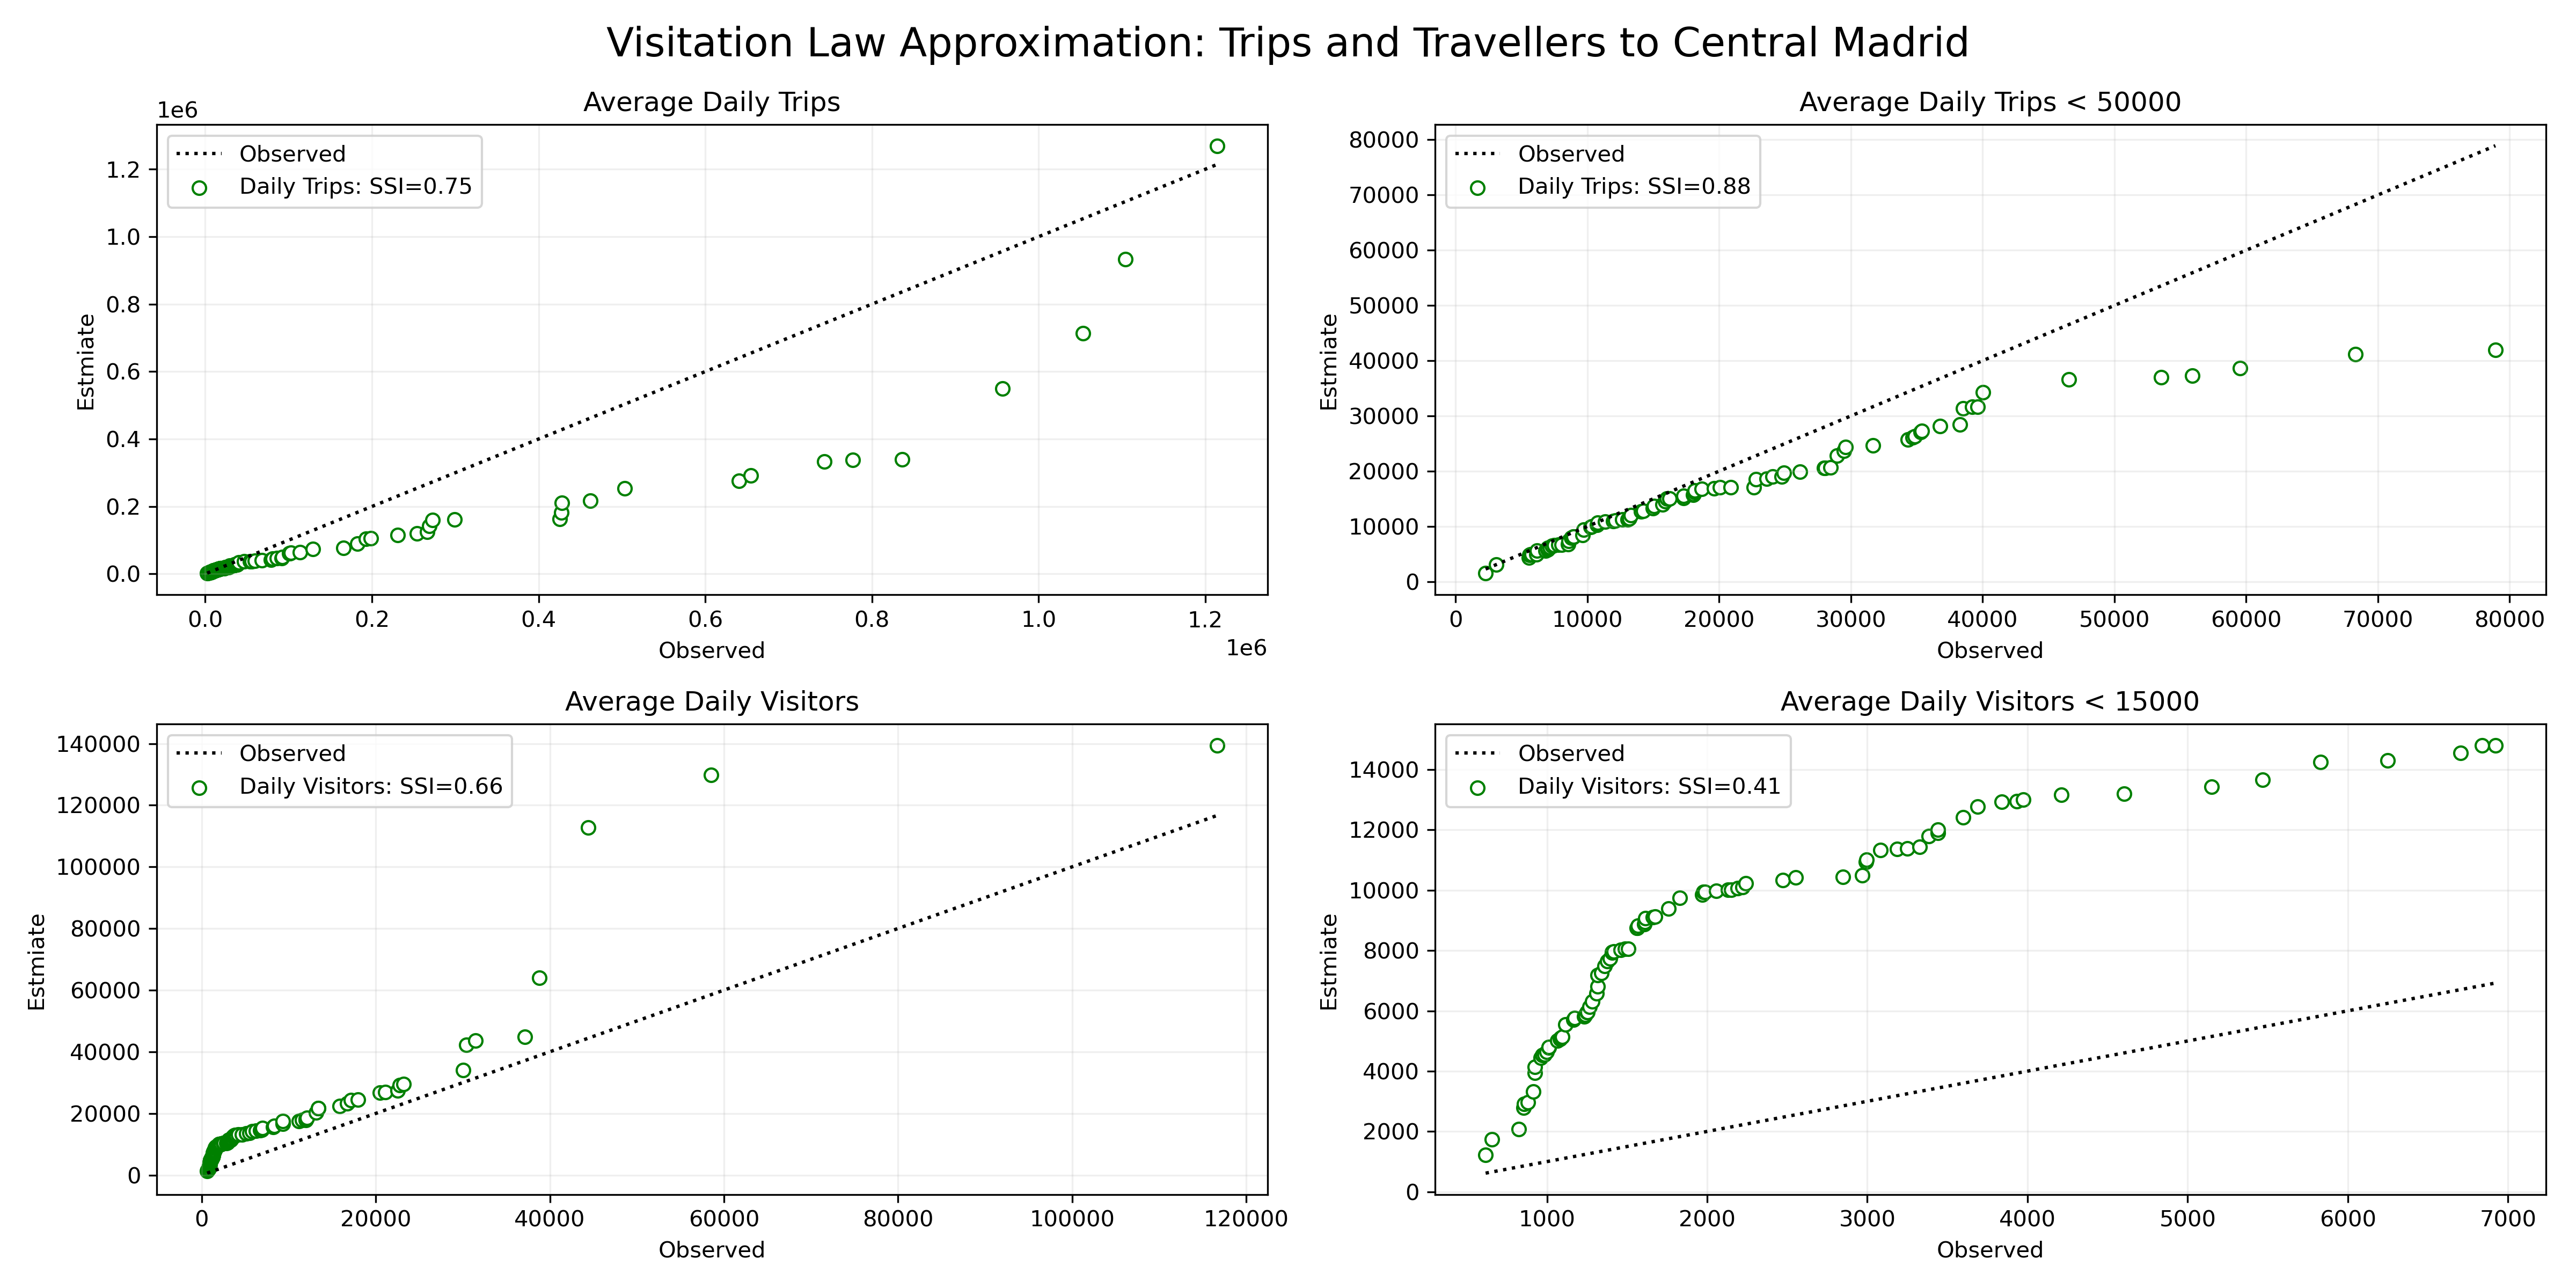 Visitation Law Approximation: Trips and Travellers to Central Madrid
Average Daily Trips
1e6
Observed
Daily Trips: SSI=0.75
1.2
1.0
0.8
0.6
0.4
0.2
0.0
Estmiate
0.0 0.2 0.4 0.6 0.8 1.0 1.2
Observed
1e6
Average Daily Trips < 50000
Observed
Daily Trips: SSI=0.88
80000
70000
60000
50000
40000
30000
20000
10000
0
Estmiate
0 10000 20000 30000 40000 50000 60000 70000 80000
Observed
Average Daily Visitors
Observed
Daily Visitors: SSI=0.66
140000
120000
100000
80000
60000
40000
20000
0
Estmiate
0 20000 40000 60000 80000 100000 120000
Observed
Average Daily Visitors < 15000
Observed
Daily Visitors: SSI=0.41
14000
12000
10000
8000
6000
4000
2000
0
Estmiate
1000 2000 3000 4000 5000 6000 7000
Observed